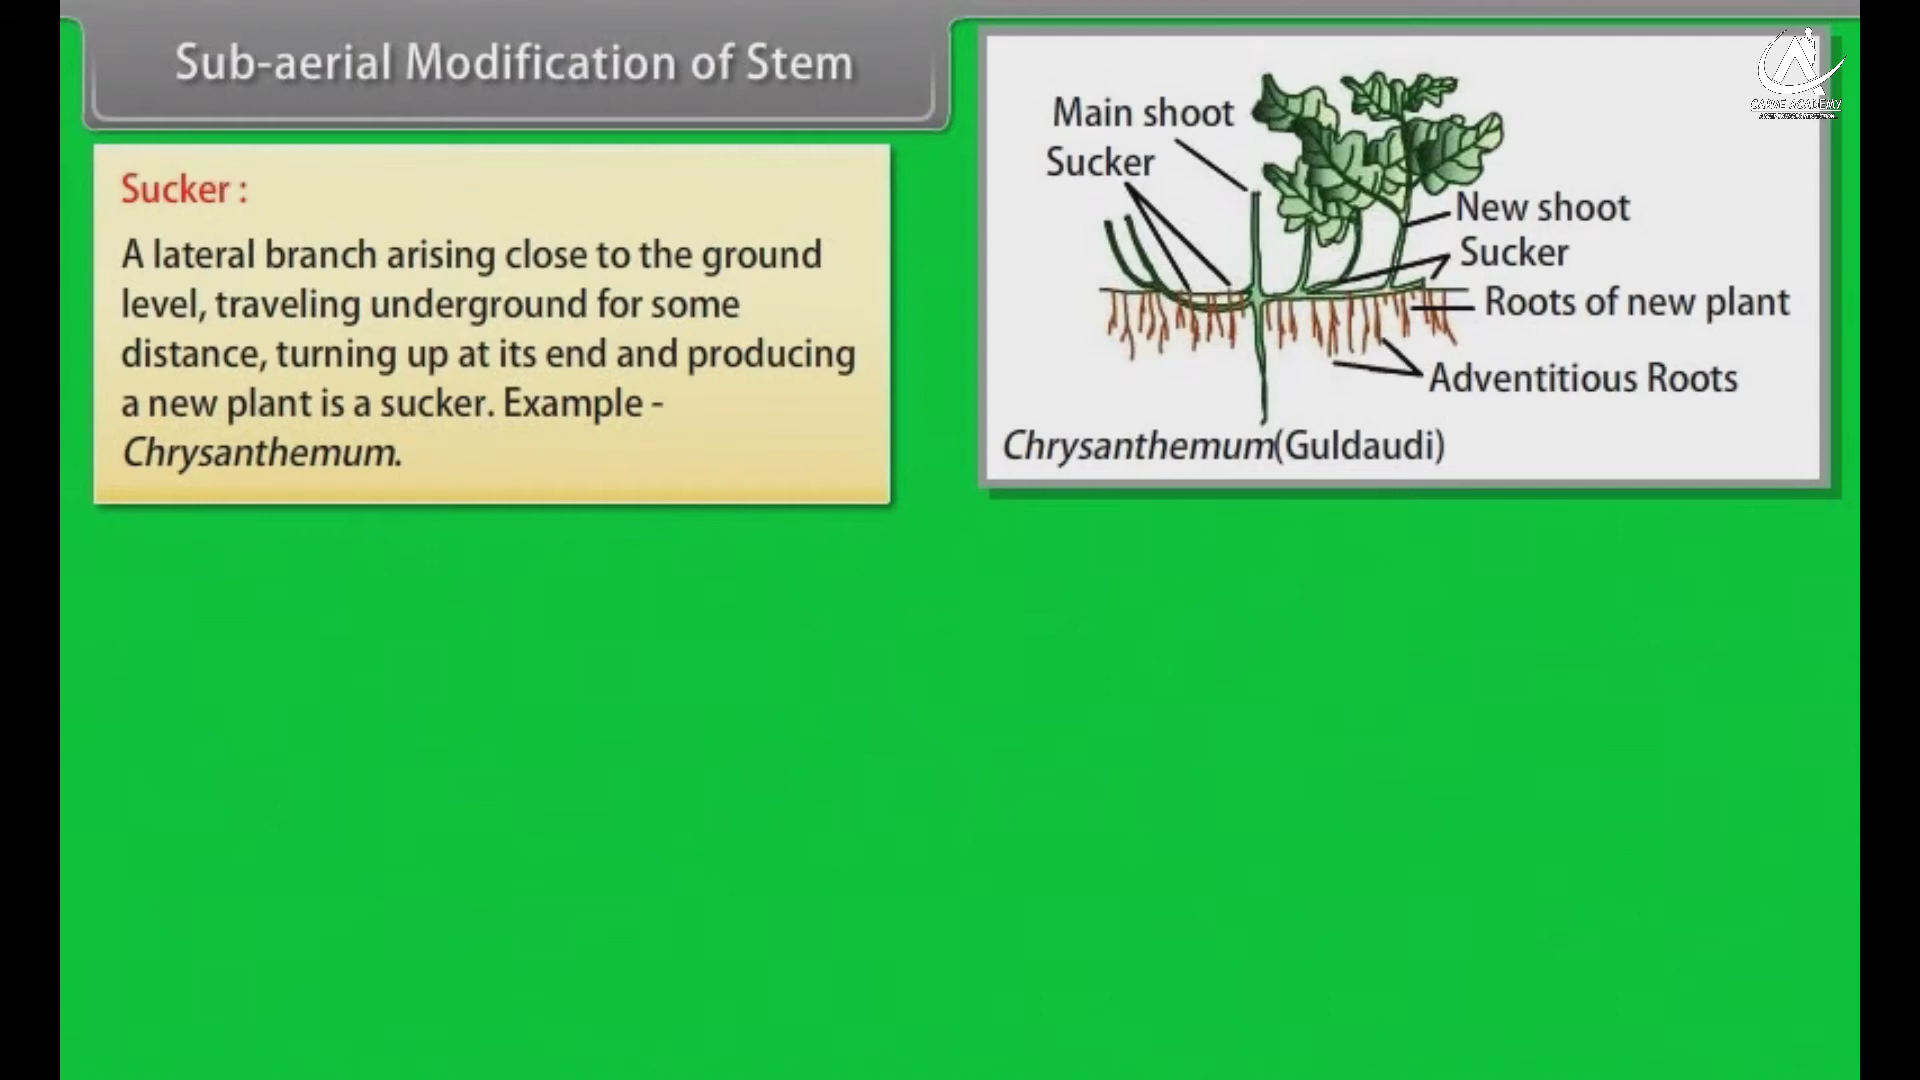 Sub-aerial Modification of Stem
Sucker :
A lateral branch arising close to the ground
level, traveling underground for some
distance, turning up at its end and producing
a new plant is a sucker. Example -
Chrysanthemum.
Main shoot
Sucker
New shoot
Sucker
Roots of new plant
Adventitious Roots
Chrysanthemum(Guldaudi)
CARVE ACADEMY